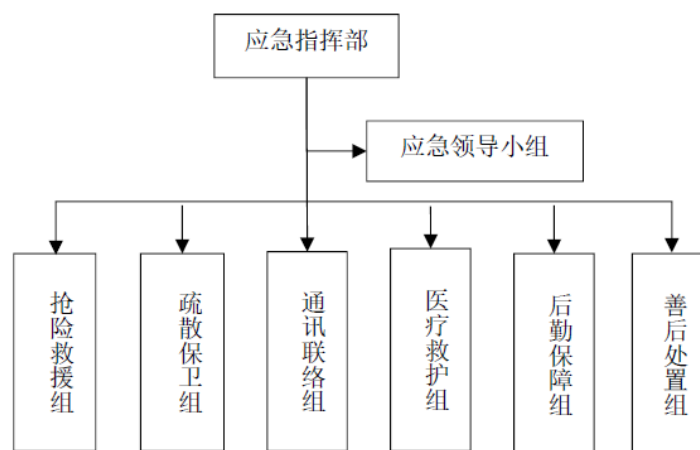 应急指挥部
应急领导小组
抢险救援组
疏散保卫组
通讯联络组
医疗救护组
后勤保障组
善后处置组